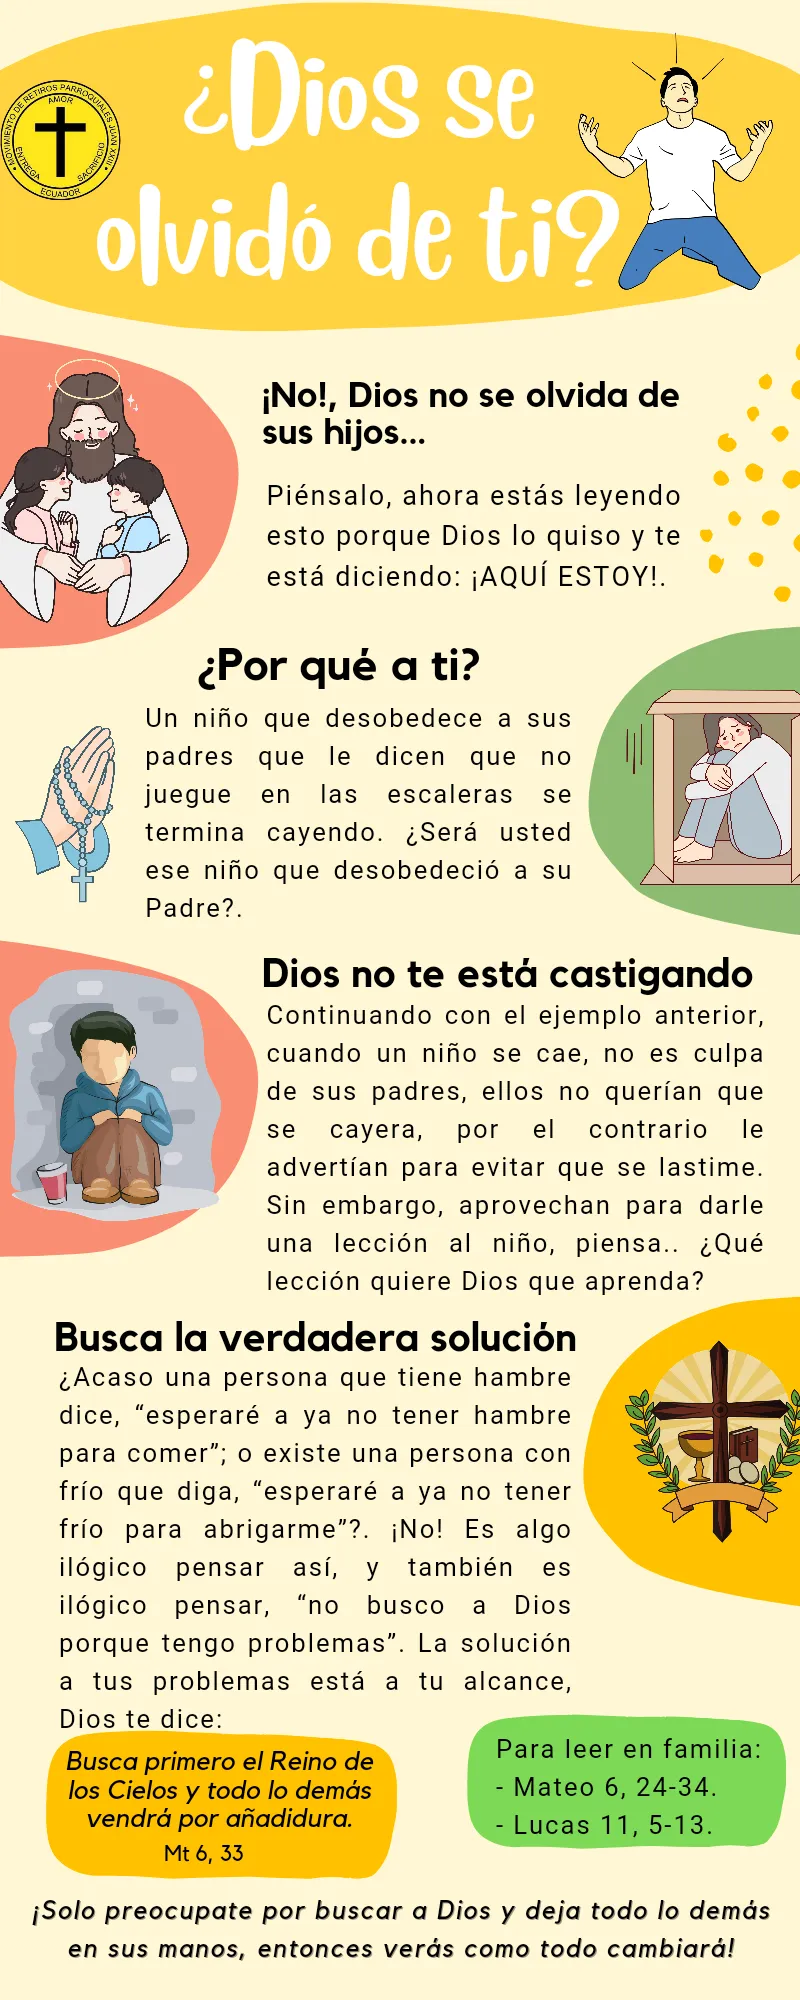 ¿Dios se
olvidó de ti?
MOVIMIENTO DE RETIROS PARROQUIALES JUAN XXIII
AMOR
ENTREGA
SACRIFICIO
ECUADOR
¡No!, Dios no se olvida de
sus hijos...
Piénsalo, ahora estás leyendo
esto porque Dios lo quiso y te
está diciendo: ¡AQUÍ ESTOY!.
¿Por qué a ti?
Un niño que desobedece a sus
padres que le dicen que no
juegue en las escaleras se
termina cayendo. ¿Será usted
ese niño que desobedeció a su
Padre?.
Dios no te está castigando
Continuando con el ejemplo anterior,
cuando un niño se cae, no es culpa
de sus padres, ellos no querían que
se cayera, por el contrario le
advertían para evitar que se lastime.
Sin embargo, aprovechan para darle
una lección al niño, piensa.. ¿Qué
lección quiere Dios que aprenda?
Busca la verdadera solución
¿Acaso una persona que tiene hambre
dice, “esperaré a ya no tener hambre
para comer”; o existe una persona con
frío que diga, “esperaré a ya no tener
frío para abrigarme”?. ¡No! Es algo
ilógico pensar así, y también es
ilógico pensar, “no busco a Dios
porque tengo problemas”. La solución
a tus problemas está a tu alcance,
Dios te dice:
Busca primero el Reino de
los Cielos y todo lo demás
vendrá por añadidura.
Mt 6, 33
Para leer en familia:
- Mateo 6, 24-34.
- Lucas 11, 5-13.
¡Solo preocupate por buscar a Dios y deja todo lo demás
en sus manos, entonces verás como todo cambiará!